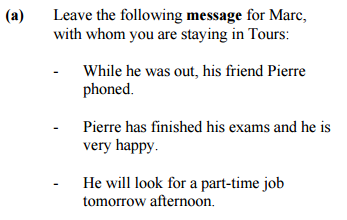 (a) Leave the following message for Marc,
with whom you are staying in Tours:
- While he was out, his friend Pierre
phoned.
- Pierre has finished his exams and he is
very happy.
- He will look for a part-time job
tomorrow afternoon.